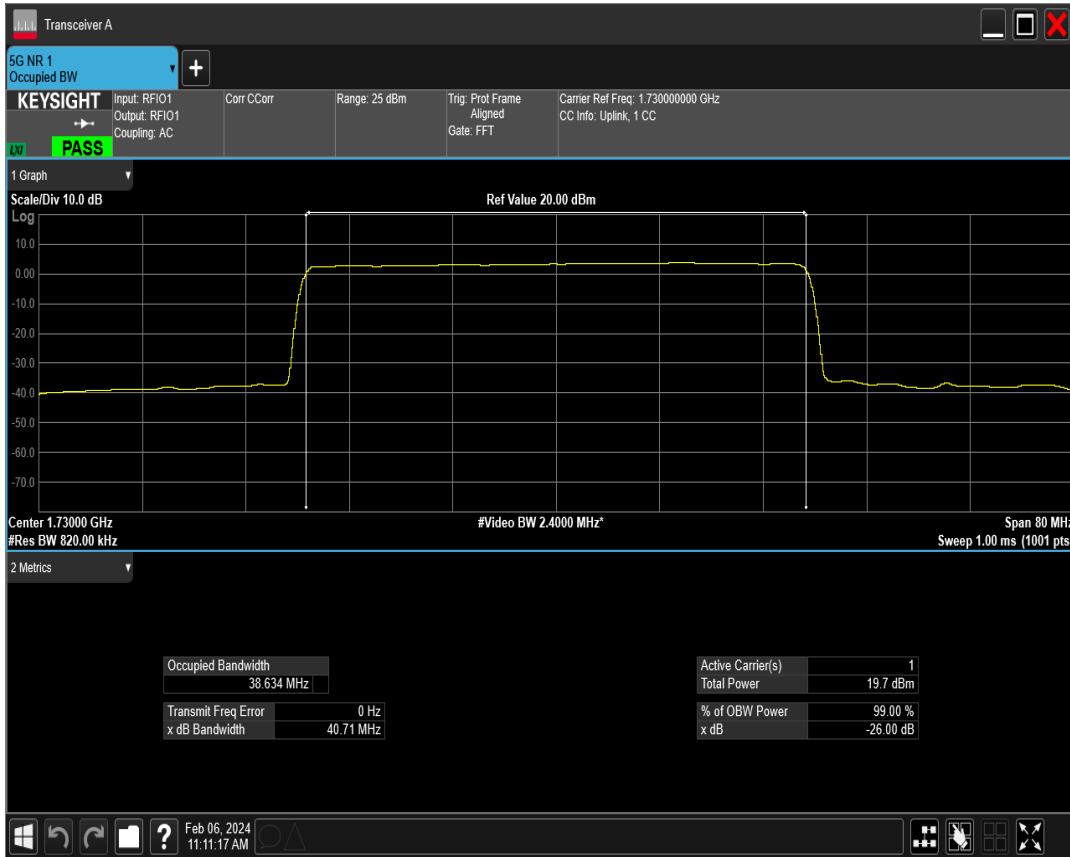 Transceiver A
5G NR 1
Occupied BW
+
KEYSIGHT
LXI
PASS
Input: RFIO1
Output: RFIO1
Coupling: AC
Corr CCorr
Range: 25 dBm
Trig: Prot Frame
Aligned
Gate: FFT
Carrier Ref Freq: 1.730000000 GHz
CC Info: Uplink, 1 CC
1 Graph
Scale/Div 10.0 dB
Ref Value 20.00 dBm
Log
10.0
0.00
-10.0
-20.0
-30.0
-40.0
-50.0
-60.0
-70.0
Center 1.73000 GHz
#Video BW 2.4000 MHz*
Span 80 MHz
#Res BW 820.00 kHz
Sweep 1.00 ms (1001 pts
2 Metrics
Occupied Bandwidth
38.634 MHz
Transmit Freq Error 0 Hz
x dB Bandwidth 40.71 MHz
Active Carrier(s) 1
Total Power 19.7 dBm
% of OBW Power 99.00 %
x dB -26.00 dB
?
Feb 06, 2024
11:11:17 AM